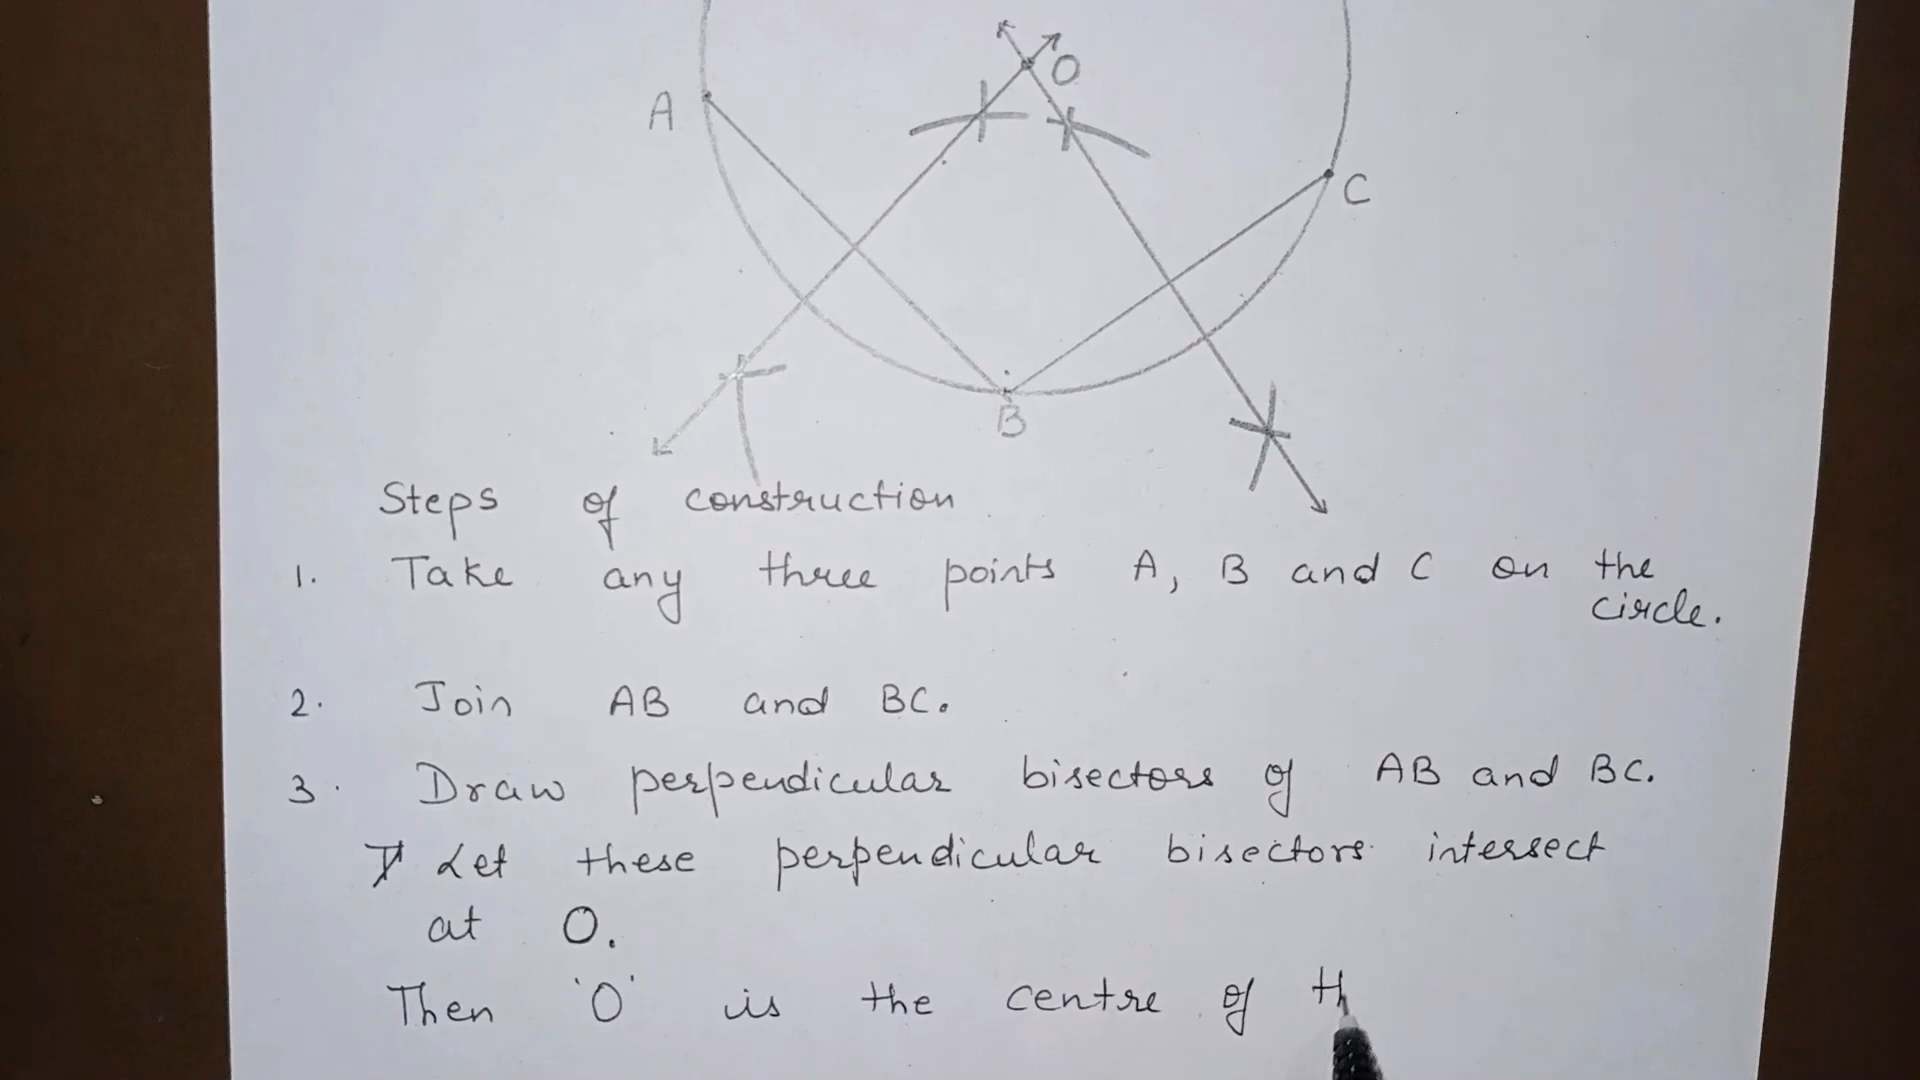 O
A
C
B
Steps of construction
1. Take any three points A, B and C on the
circle.
2. Join AB and BC.
3. Draw perpendicular bisectors of AB and BC.
Let these perpendicular bisectors intersect
at O.
Then 'O' is the centre of th